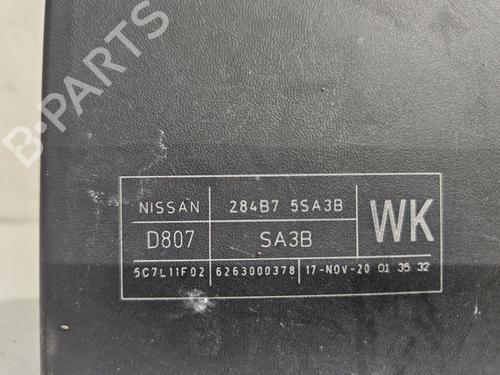 B-PARTS
NISSAN 284B7 5SA3B WK
D807 SA3B
5C7L11F02 6263000378 17-NOV-20 01 35 32